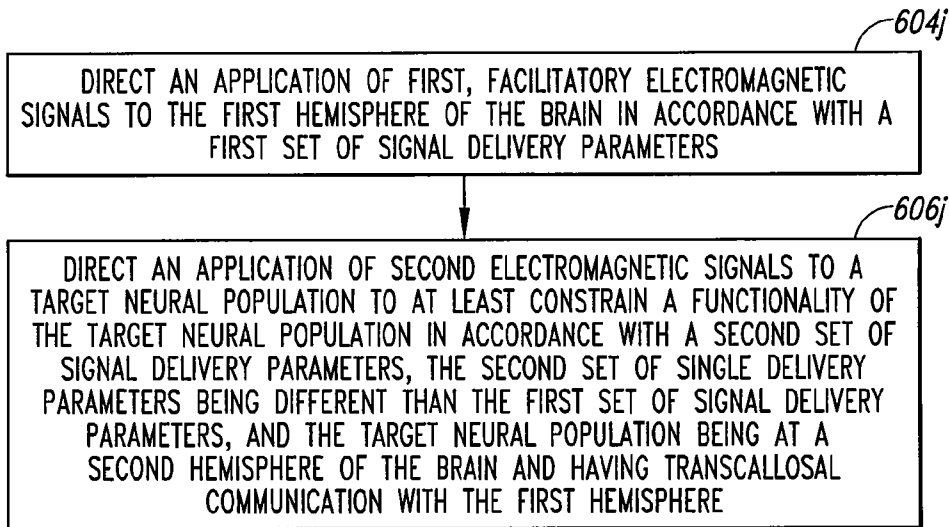 604j
DIRECT AN APPLICATION OF FIRST, FACILITATORY ELECTROMAGNETIC
SIGNALS TO THE FIRST HEMISPHERE OF THE BRAIN IN ACCORDANCE WITH A
FIRST SET OF SIGNAL DELIVERY PARAMETERS
606j
DIRECT AN APPLICATION OF SECOND ELECTROMAGNETIC SIGNALS TO A
TARGET NEURAL POPULATION TO AT LEAST CONSTRAIN A FUNCTIONALITY OF
THE TARGET NEURAL POPULATION IN ACCORDANCE WITH A SECOND SET OF
SIGNAL DELIVERY PARAMETERS, THE SECOND SET OF SINGLE DELIVERY
PARAMETERS BEING DIFFERENT THAN THE FIRST SET OF SIGNAL DELIVERY
PARAMETERS, AND THE TARGET NEURAL POPULATION BEING AT A
SECOND HEMISPHERE OF THE BRAIN AND HAVING TRANSCALLOSAL
COMMUNICATION WITH THE FIRST HEMISPHERE